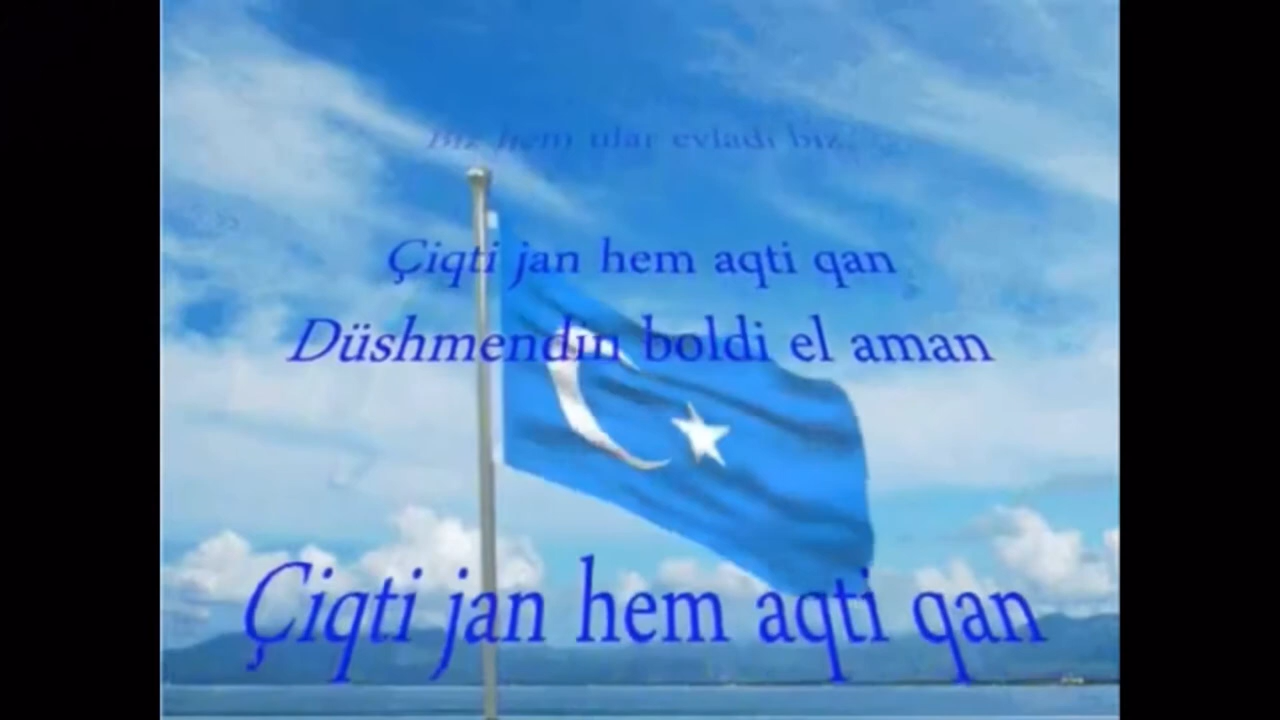 Biz hem ular evladi biz
Çiqti jan hem aqti qan
Düshmendin boldi el aman
Çiqti jan hem aqti qan